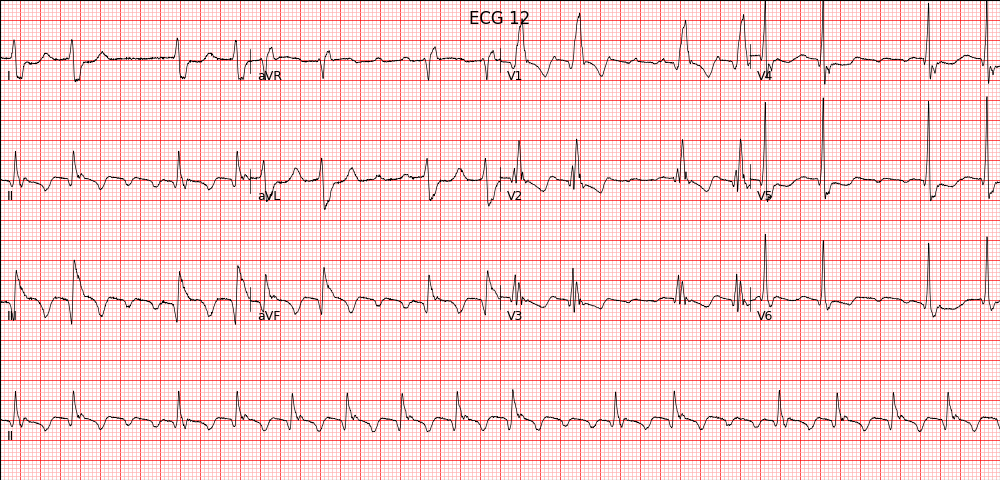 ECG 12
I aVR V1 V4
II aVL V2 V5
III aVF V3 V6
II